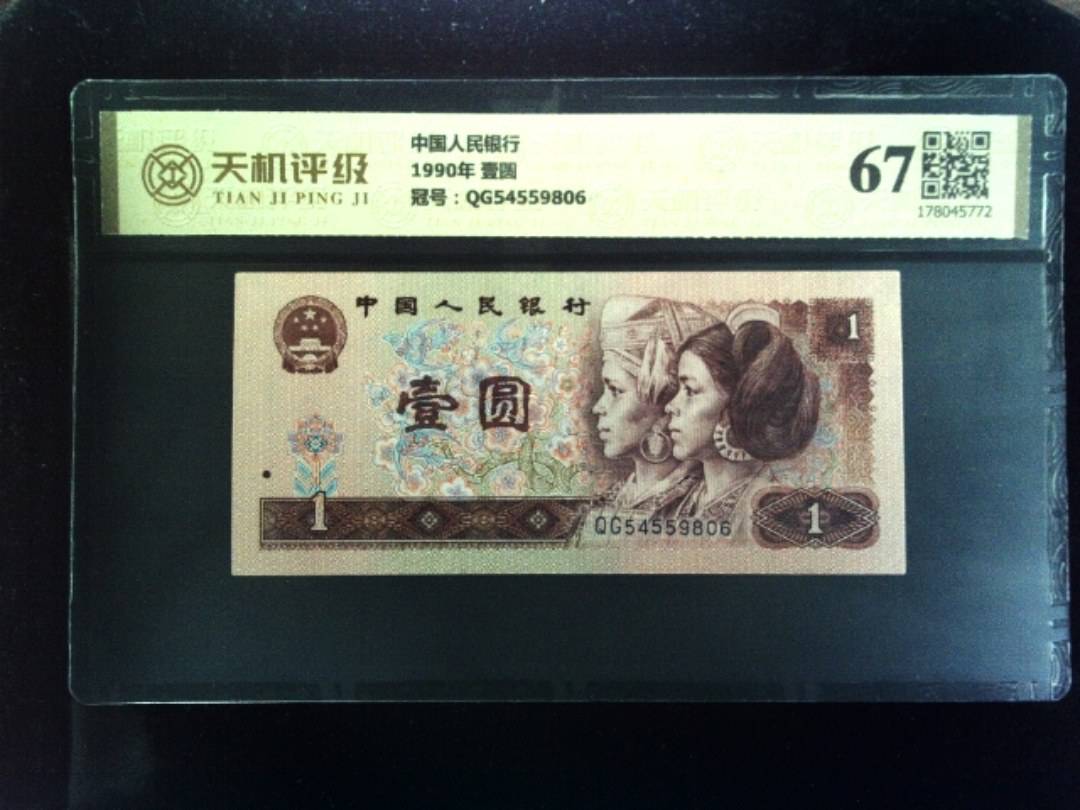 天机评级
TIAN JI PING JI
中国人民银行
1990年 壹圆
冠号：QG54559806
67
178045772
中国人民银行
1
壹圆
1
QG54559806
1